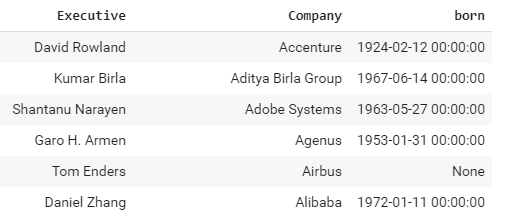 Executive Company born
David Rowland Accenture 1924-02-12 00:00:00
Kumar Birla Aditya Birla Group 1967-06-14 00:00:00
Shantanu Narayen Adobe Systems 1963-05-27 00:00:00
Garo H. Armen Agenus 1953-01-31 00:00:00
Tom Enders Airbus None
Daniel Zhang Alibaba 1972-01-11 00:00:00